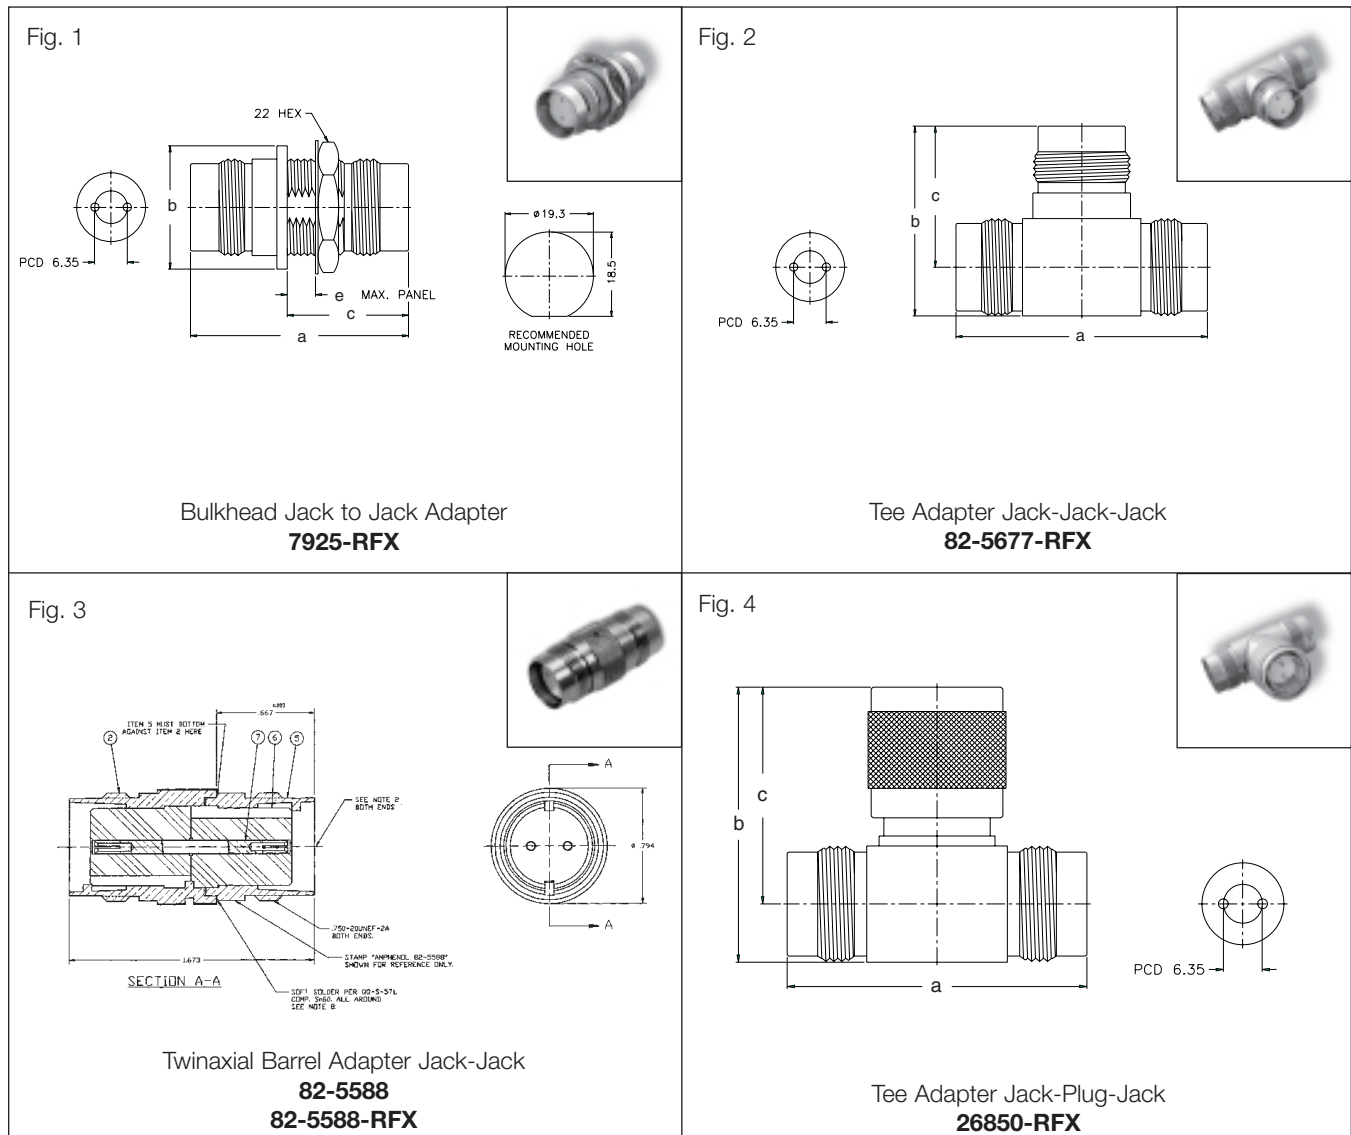 Fig. 1
22 HEX
b
PCD 6.35
e MAX. PANEL
c
a
ø19.3
18.5
RECOMMENDED
MOUNTING HOLE
Bulkhead Jack to Jack Adapter
7925-RFX
Fig. 2
c
b
a
PCD 6.35
Tee Adapter Jack-Jack-Jack
82-5677-RFX
Fig. 3
.667
ITEM 5 MUST BOTTOM
AGAINST ITEM 2 HERE
2
7
6
5
SEE NOTE 2
BOTH ENDS
A
ø .794
A
.750-20UNEF-2A
BOTH ENDS.
1.673
STAMP "AMPHENOL 82-5588"
SHOWN FOR REFERENCE ONLY.
SECTION A-A
SOFT SOLDER PER QQ-S-571,
COMP. Sn60, ALL AROUND
SEE NOTE 8.
Twinaxial Barrel Adapter Jack-Jack
82-5588
82-5588-RFX
Fig. 4
c
b
a
PCD 6.35
Tee Adapter Jack-Plug-Jack
26850-RFX